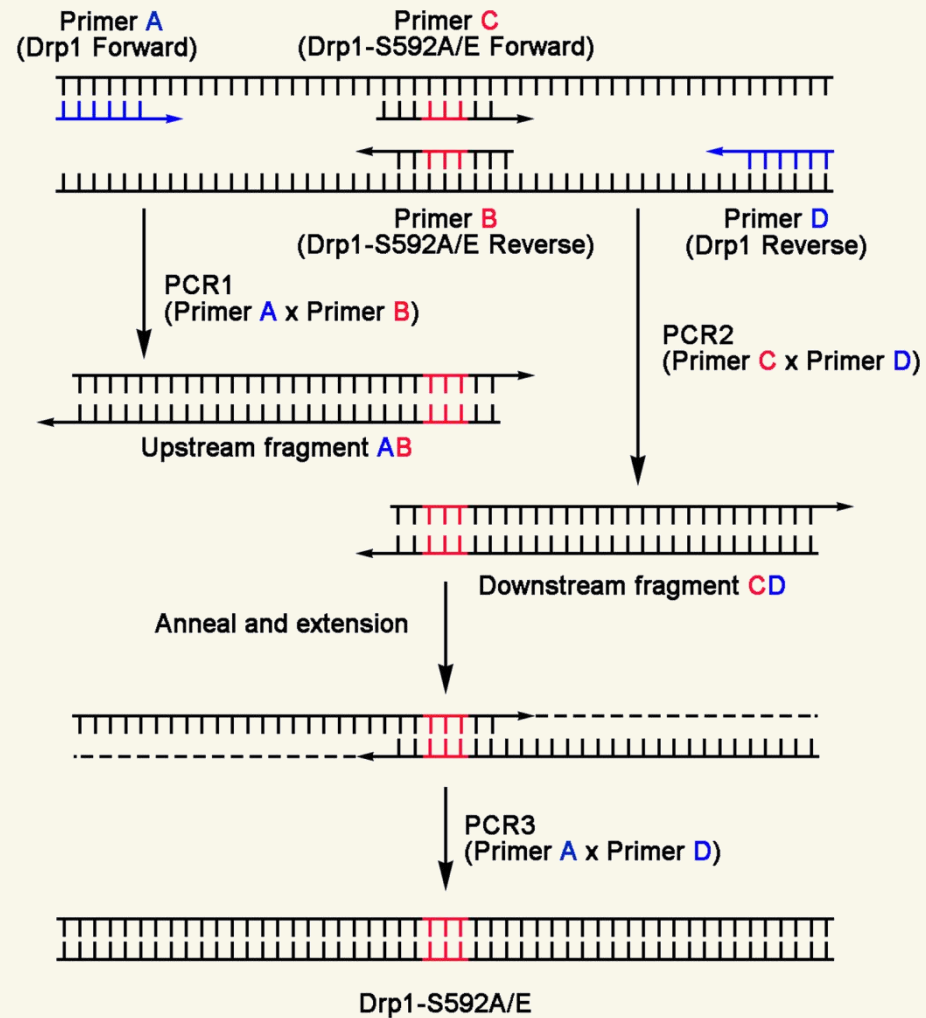 Primer A
(Drp1 Forward)
Primer C
(Drp1-S592A/E Forward)
Primer B
(Drp1-S592A/E Reverse)
Primer D
(Drp1 Reverse)
PCR1
(Primer A x Primer B)
PCR2
(Primer C x Primer D)
Upstream fragment AB
Downstream fragment CD
Anneal and extension
PCR3
(Primer A x Primer D)
Drp1-S592A/E